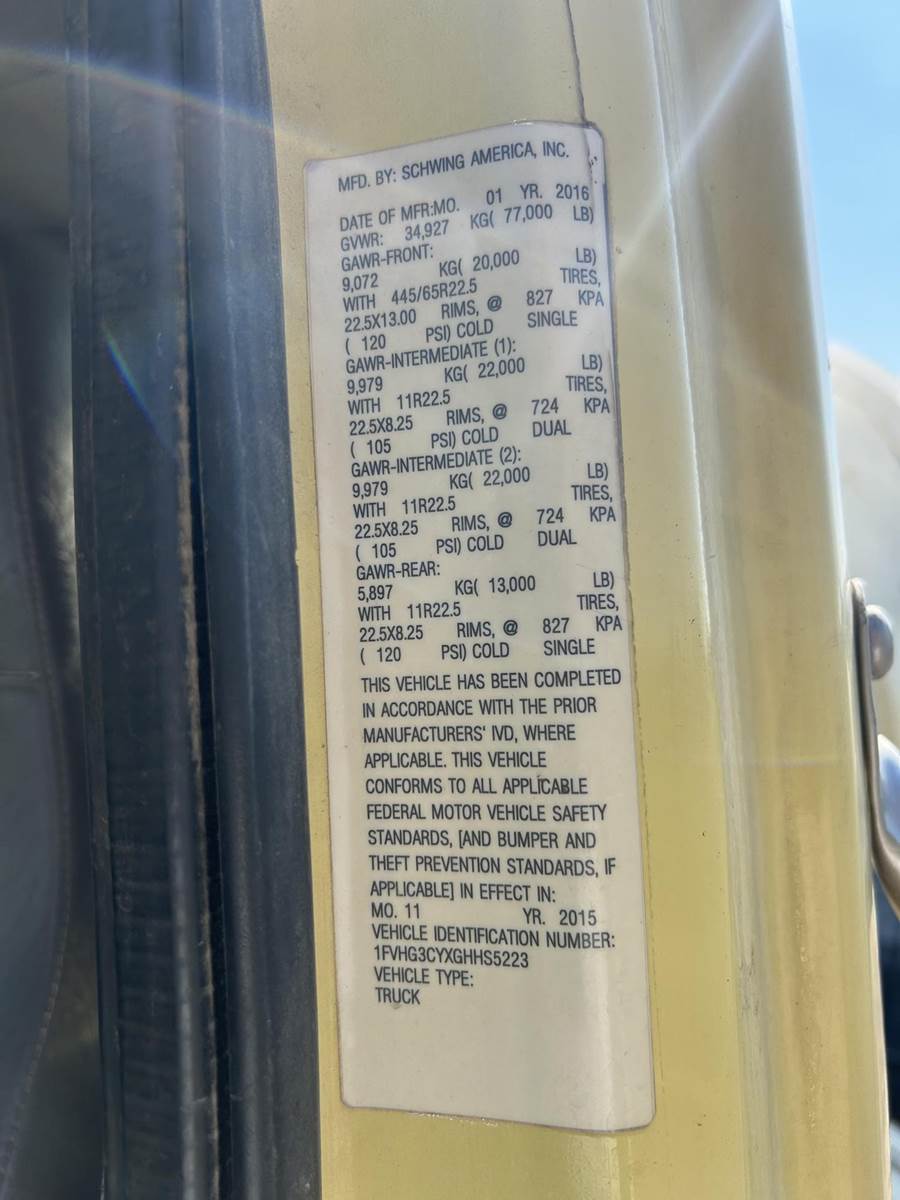 MFD. BY: SCHWING AMERICA, INC.
DATE OF MFR:MO. 01 YR. 2016
GVWR: 34,927 KG( 77,000 LB)
GAWR-FRONT:
9,072 KG( 20,000 LB)
WITH 445/65R22.5 TIRES,
22.5X13.00 RIMS, @ 827 KPA
( 120 PSI) COLD SINGLE
GAWR-INTERMEDIATE (1):
9,979 KG( 22,000 LB)
WITH 11R22.5 TIRES,
22.5X8.25 RIMS, @ 724 KPA
( 105 PSI) COLD DUAL
GAWR-INTERMEDIATE (2):
9,979 KG( 22,000 LB)
WITH 11R22.5 TIRES,
22.5X8.25 RIMS, @ 724 KPA
( 105 PSI) COLD DUAL
GAWR-REAR:
5,897 KG( 13,000 LB)
WITH 11R22.5 TIRES,
22.5X8.25 RIMS, @ 827 KPA
( 120 PSI) COLD SINGLE
THIS VEHICLE HAS BEEN COMPLETED
IN ACCORDANCE WITH THE PRIOR
MANUFACTURERS' IVD, WHERE
APPLICABLE. THIS VEHICLE
CONFORMS TO ALL APPLICABLE
FEDERAL MOTOR VEHICLE SAFETY
STANDARDS, [AND BUMPER AND
THEFT PREVENTION STANDARDS, IF
APPLICABLE] IN EFFECT IN:
MO. 11 YR. 2015
VEHICLE IDENTIFICATION NUMBER:
1FVHG3CYXGHHS5223
VEHICLE TYPE:
TRUCK